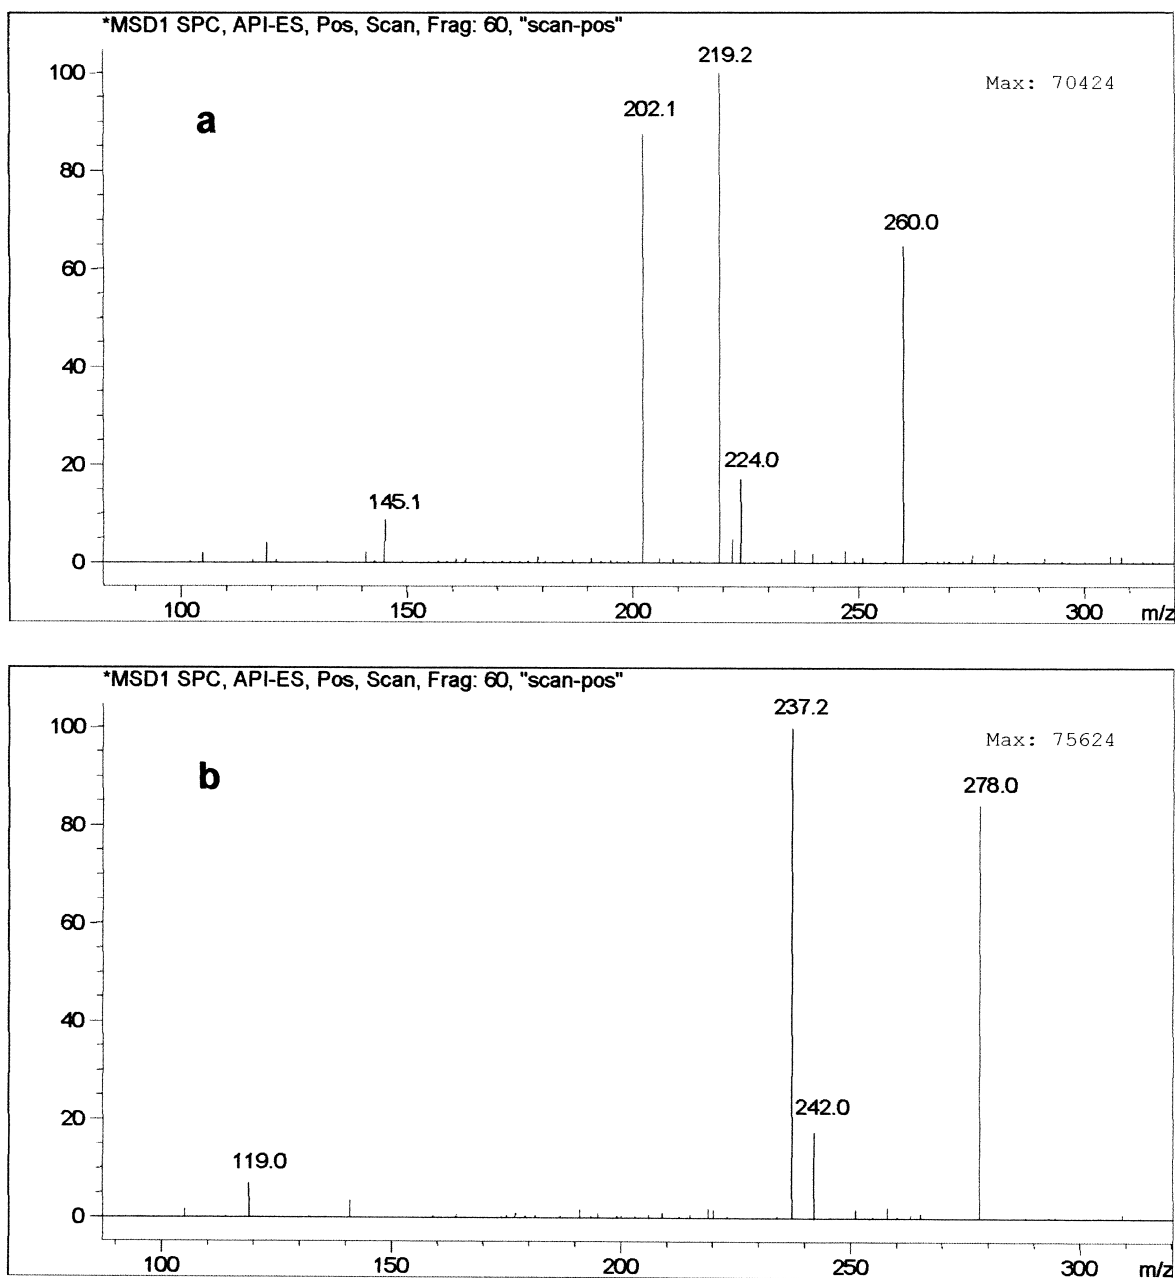 *MSD1 SPC, API-ES, Pos, Scan, Frag: 60, "scan-pos"
219.2
100
Max: 70424
a
202.1
80
260.0
60
40
224.0
20
145.1
0
100 150 200 250 300 m/z
*MSD1 SPC, API-ES, Pos, Scan, Frag: 60, "scan-pos"
237.2
100
Max: 75624
b
278.0
80
60
40
242.0
20
119.0
0
100 150 200 250 300 m/z